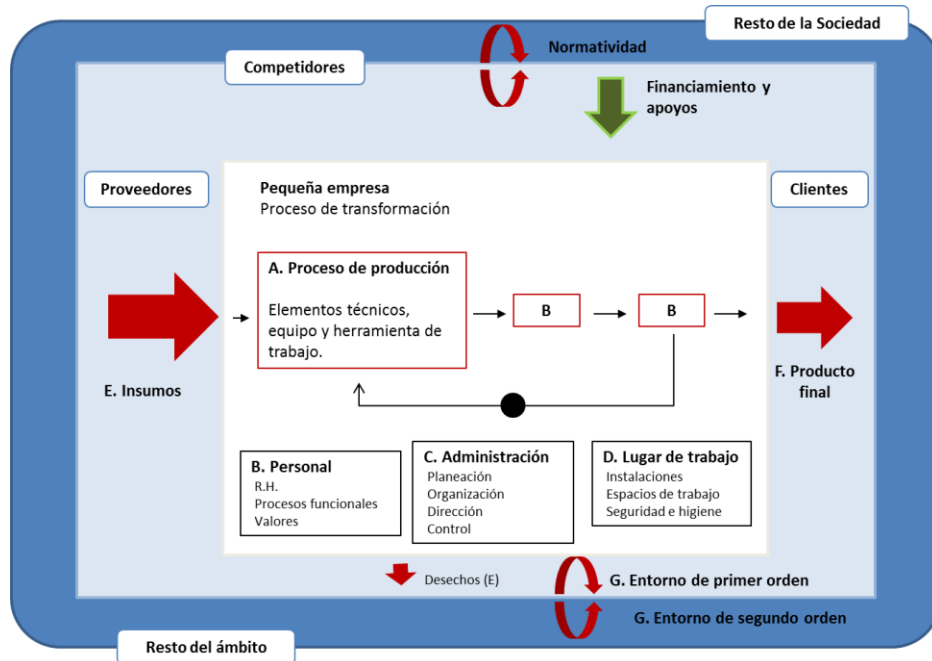 Resto de la Sociedad
Normatividad
Competidores
Financiamiento y
apoyos
Proveedores
Pequeña empresa
Proceso de transformación
Clientes
A. Proceso de producción
Elementos técnicos,
equipo y herramienta de
trabajo.
B
B
E. Insumos
F. Producto
final
B. Personal
R.H.
Procesos funcionales
Valores
C. Administración
Planeación
Organización
Dirección
Control
D. Lugar de trabajo
Instalaciones
Espacios de trabajo
Seguridad e higiene
Desechos (E)
G. Entorno de primer orden
G. Entorno de segundo orden
Resto del ámbito